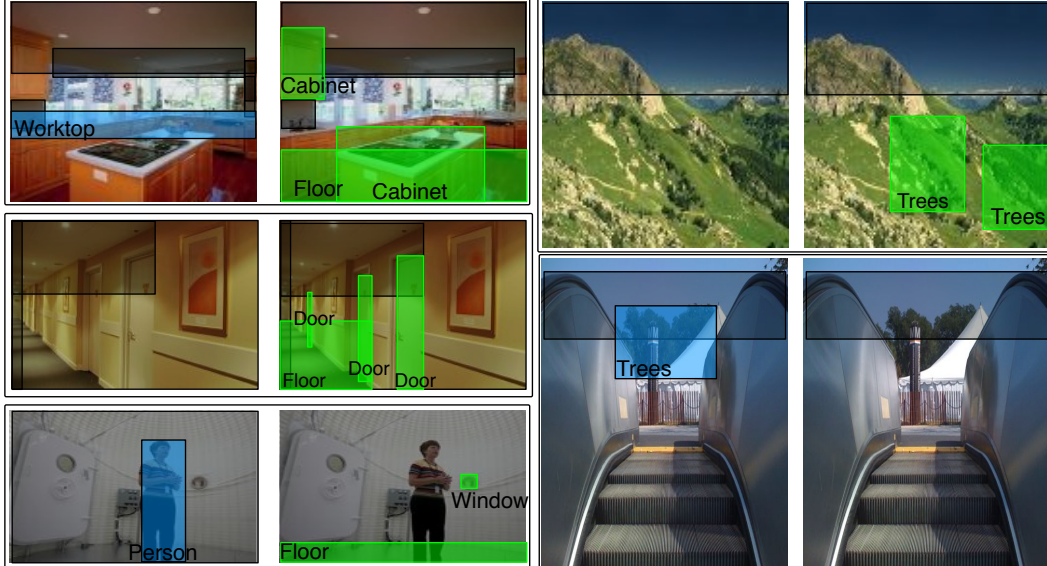 Worktop
Cabinet
Floor
Cabinet
Trees
Trees
Door
Floor
Door
Door
Trees
Person
Window
Floor